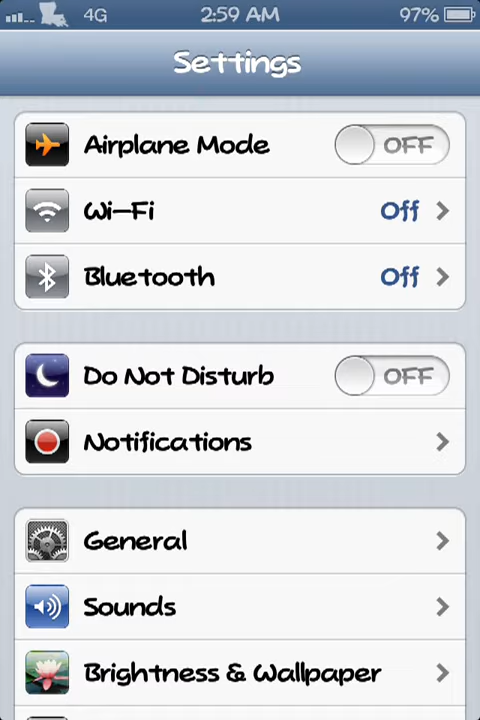 4G 2:59 AM 97%
Settings
Airplane Mode OFF
Wi-Fi Off
Bluetooth Off
Do Not Disturb OFF
Notifications
General
Sounds
Brightness & Wallpaper